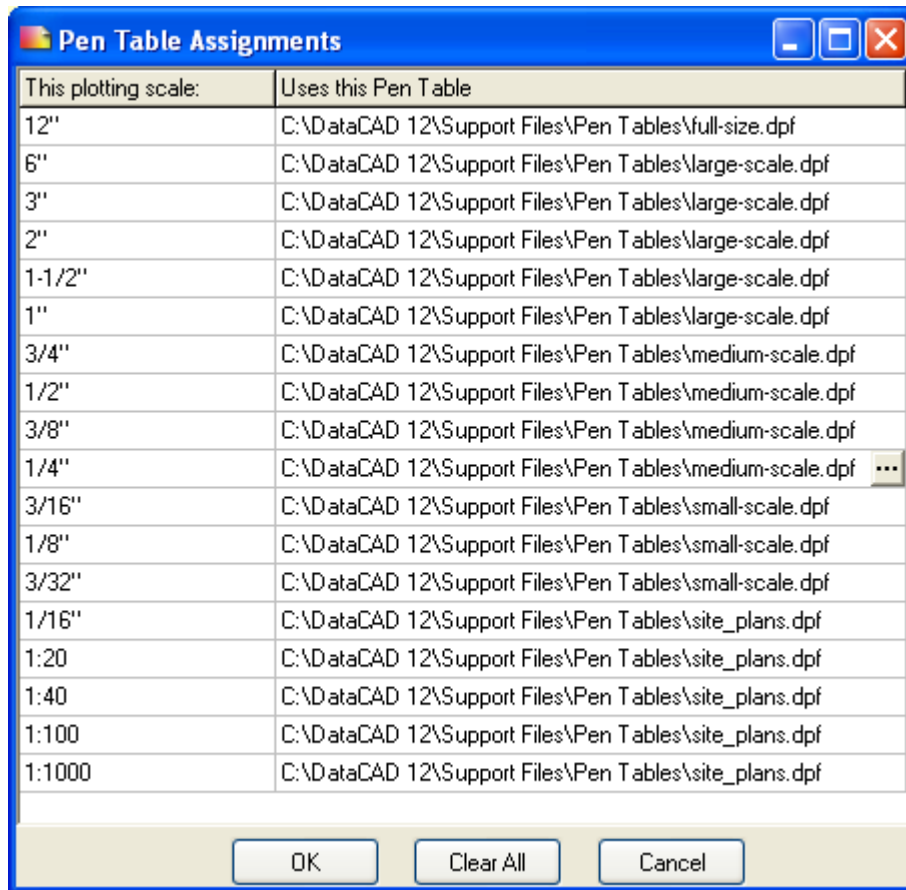 Pen Table Assignments
This plotting scale: Uses this Pen Table
12" C:\DataCAD 12\Support Files\Pen Tables\full-size.dpf
6" C:\DataCAD 12\Support Files\Pen Tables\large-scale.dpf
3" C:\DataCAD 12\Support Files\Pen Tables\large-scale.dpf
2" C:\DataCAD 12\Support Files\Pen Tables\large-scale.dpf
1-1/2" C:\DataCAD 12\Support Files\Pen Tables\large-scale.dpf
1" C:\DataCAD 12\Support Files\Pen Tables\large-scale.dpf
3/4" C:\DataCAD 12\Support Files\Pen Tables\medium-scale.dpf
1/2" C:\DataCAD 12\Support Files\Pen Tables\medium-scale.dpf
3/8" C:\DataCAD 12\Support Files\Pen Tables\medium-scale.dpf
1/4" C:\DataCAD 12\Support Files\Pen Tables\medium-scale.dpf ...
3/16" C:\DataCAD 12\Support Files\Pen Tables\small-scale.dpf
1/8" C:\DataCAD 12\Support Files\Pen Tables\small-scale.dpf
3/32" C:\DataCAD 12\Support Files\Pen Tables\small-scale.dpf
1/16" C:\DataCAD 12\Support Files\Pen Tables\site_plans.dpf
1:20 C:\DataCAD 12\Support Files\Pen Tables\site_plans.dpf
1:40 C:\DataCAD 12\Support Files\Pen Tables\site_plans.dpf
1:100 C:\DataCAD 12\Support Files\Pen Tables\site_plans.dpf
1:1000 C:\DataCAD 12\Support Files\Pen Tables\site_plans.dpf
OK Clear All Cancel